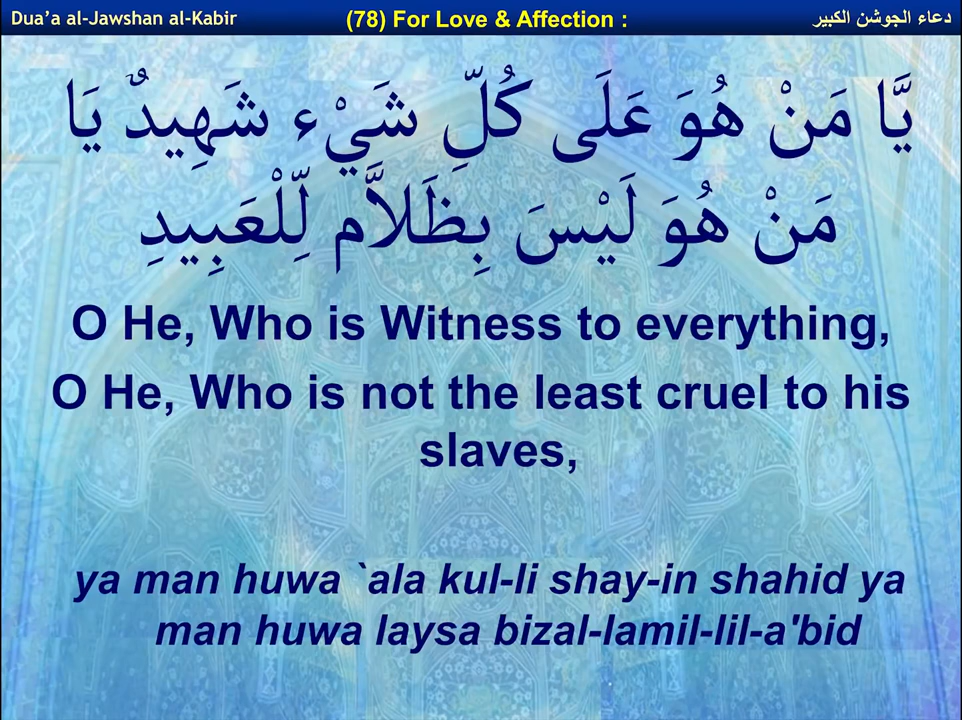 Dua’a al-Jawshan al-Kabir
(78) For Love & Affection :
دعاء الجوشن الكبير
يَّا مَنْ هُوَ عَلَى كُلِّ شَيْءٍ شَهِيدٌ يَا
مَنْ هُوَ لَيْسَ بِظَلاَّمٍ لِّلْعَبِيدِ
O He, Who is Witness to everything,
O He, Who is not the least cruel to his
slaves,
ya man huwa `ala kul-li shay-in shahid ya
man huwa laysa bizal-lamil-lil-a'bid